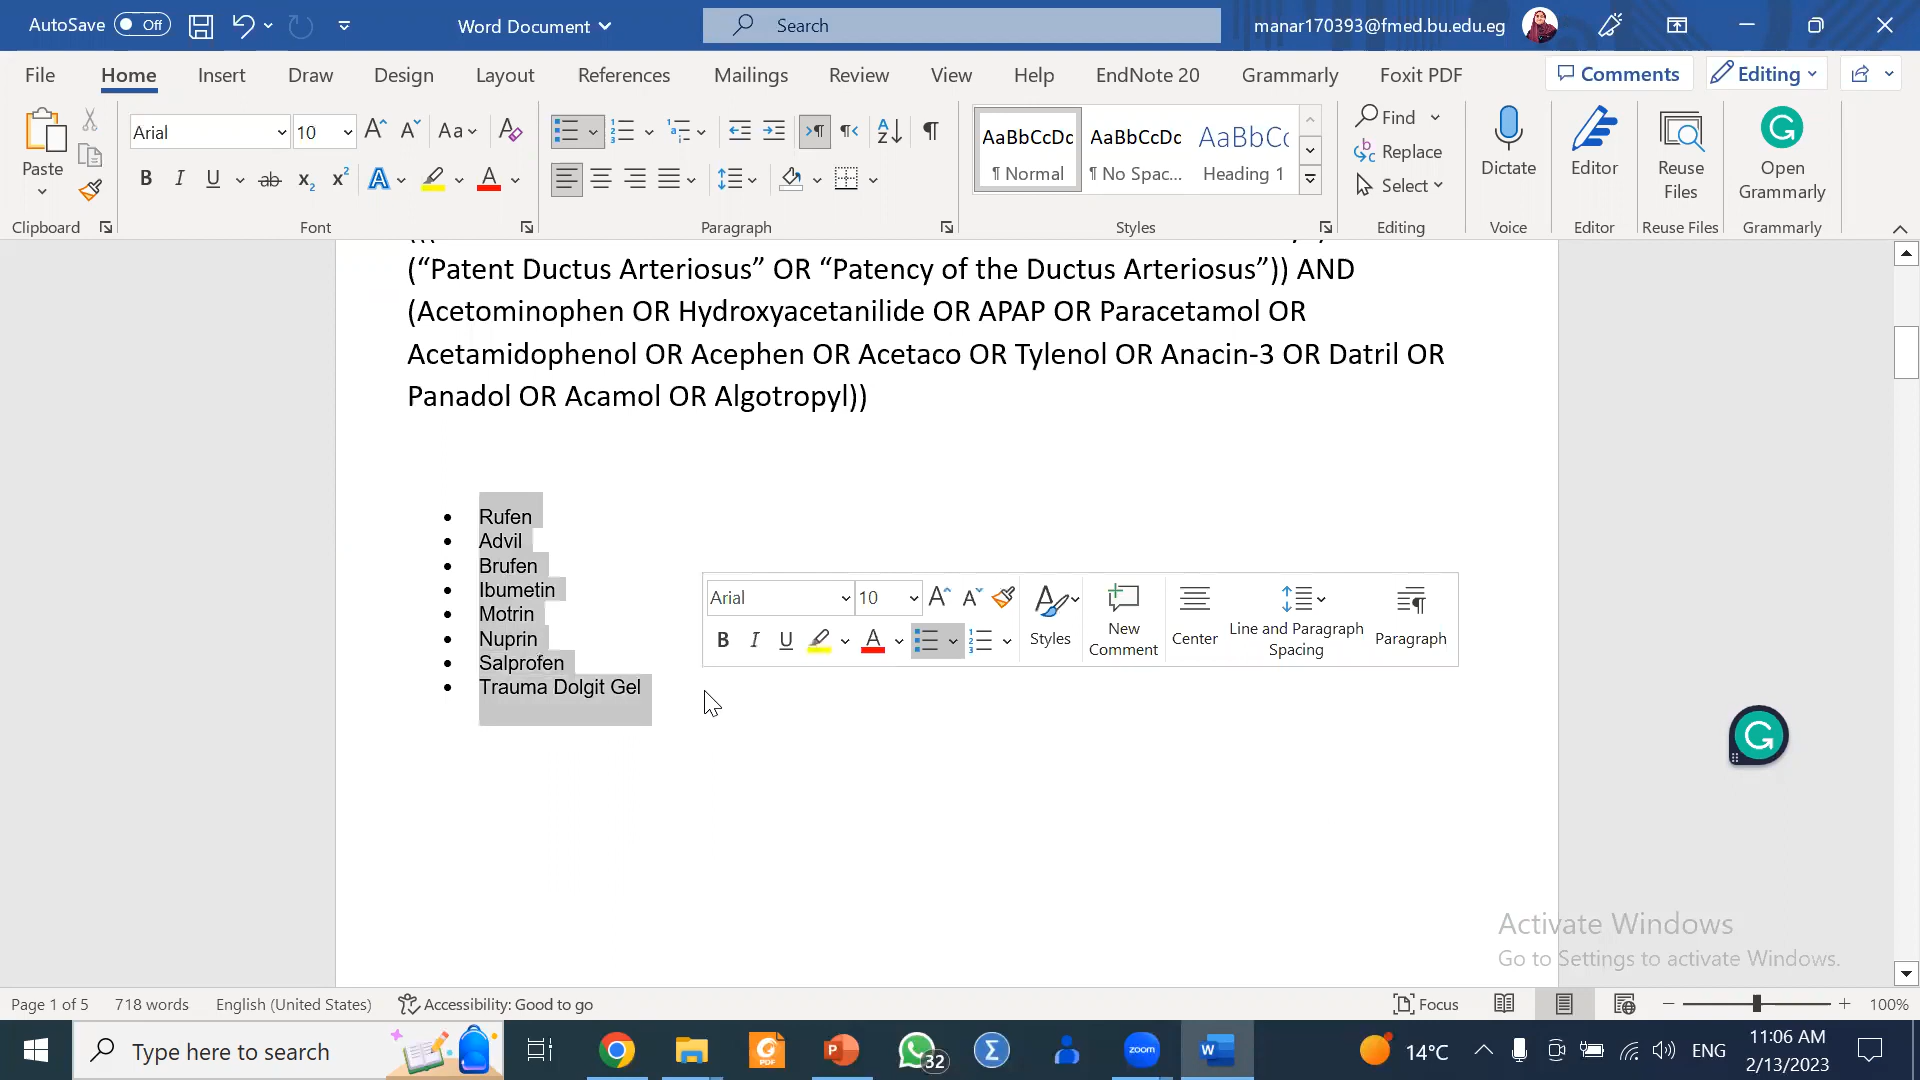 AutoSave Off
Word Document
Search
manar170393@fmed.bu.edu.eg
File Home Insert Draw Design Layout References Mailings Review View Help EndNote 20 Grammarly Foxit PDF
Comments Editing
Paste
Arial 10
AaBbCcDc AaBbCcDc AaBbCc
¶ Normal ¶ No Spac... Heading 1
Find
Replace
Select
Dictate
Editor
Reuse
Files
Open
Grammarly
Clipboard Font Paragraph Styles Editing Voice Editor Reuse Files Grammarly
(“Patent Ductus Arteriosus” OR “Patency of the Ductus Arteriosus”)) AND
(Acetominophen OR Hydroxyacetanilide OR APAP OR Paracetamol OR
Acetamidophenol OR Acephen OR Acetaco OR Tylenol OR Anacin-3 OR Datril OR
Panadol OR Acamol OR Algotropyl))
• Rufen
• Advil
• Brufen
• Ibumetin
• Motrin
• Nuprin
• Salprofen
• Trauma Dolgit Gel
Arial 10
B I U
Styles
New
Comment
Center
Line and Paragraph
Spacing
Paragraph
Activate Windows
Go to Settings to activate Windows.
Page 1 of 5 718 words English (United States) Accessibility: Good to go
Focus
100%
Type here to search
32
zoom
14°C
ENG
11:06 AM
2/13/2023